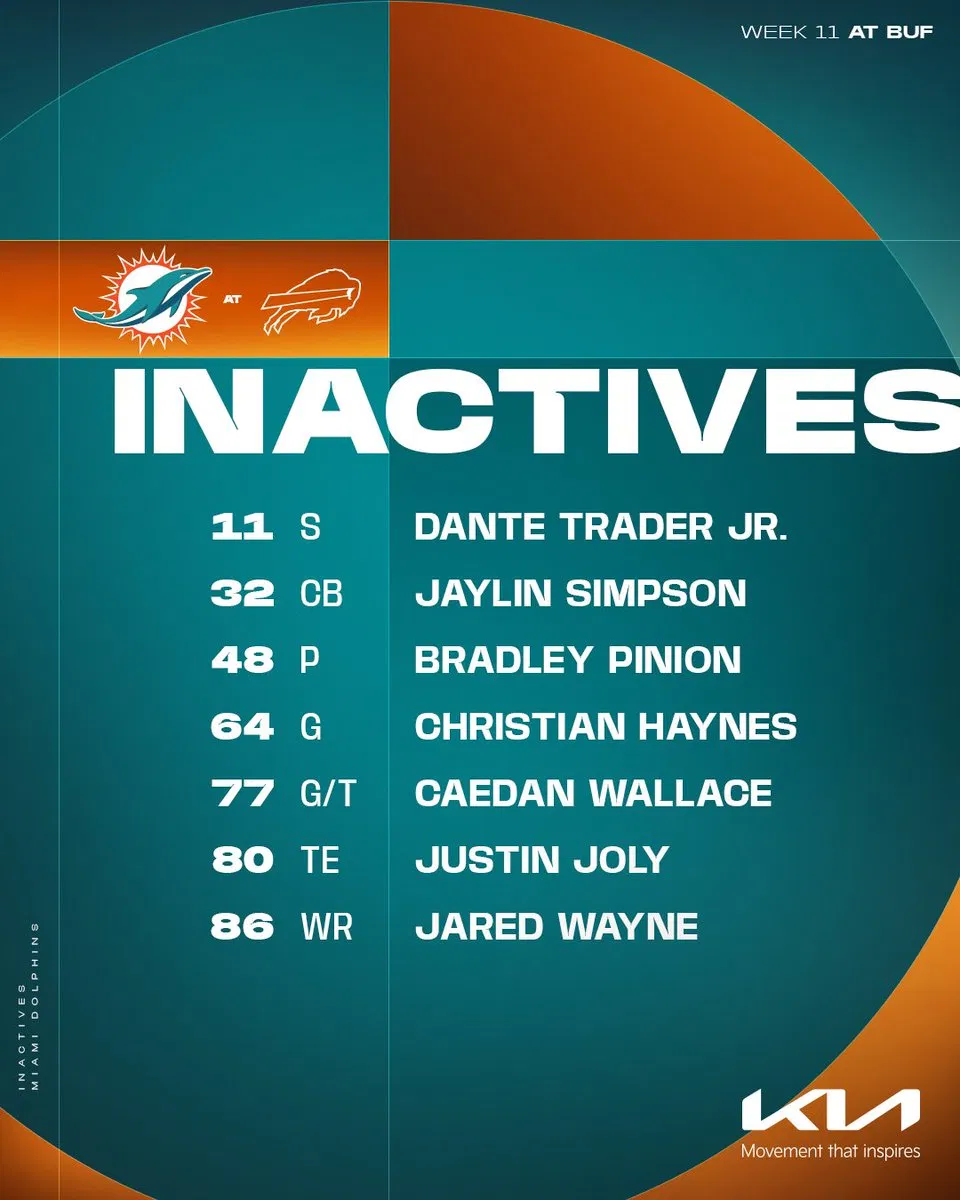 WEEK 11 AT BUF
AT
INACTIVES
11 S DANTE TRADER JR.
32 CB JAYLIN SIMPSON
48 P BRADLEY PINION
64 G CHRISTIAN HAYNES
77 G/T CAEDAN WALLACE
80 TE JUSTIN JOLY
86 WR JARED WAYNE
INACTIVES
MIAMI DOLPHINS
KIA
Movement that inspires